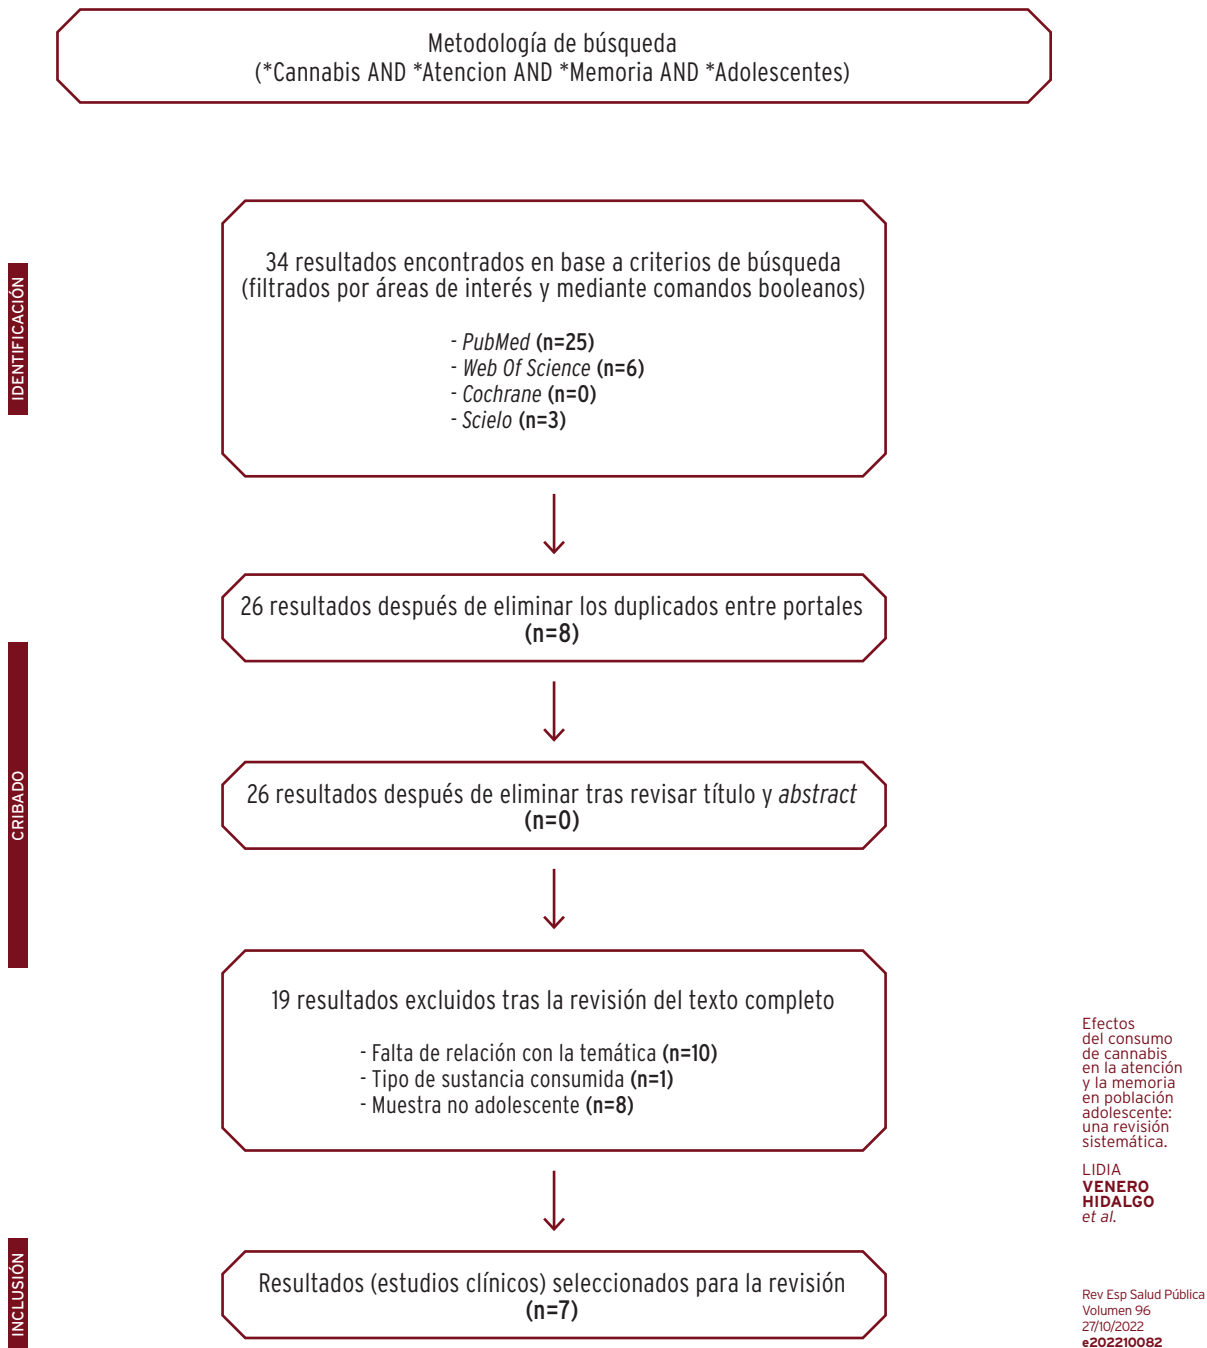 Metodología de búsqueda
(*Cannabis AND *Atencion AND *Memoria AND *Adolescentes)
IDENTIFICACIÓN
34 resultados encontrados en base a criterios de búsqueda
(filtrados por áreas de interés y mediante comandos booleanos)
- PubMed (n=25)
- Web Of Science (n=6)
- Cochrane (n=0)
- Scielo (n=3)
CRIBADO
26 resultados después de eliminar los duplicados entre portales
(n=8)
26 resultados después de eliminar tras revisar título y abstract
(n=0)
19 resultados excluidos tras la revisión del texto completo
- Falta de relación con la temática (n=10)
- Tipo de sustancia consumida (n=1)
- Muestra no adolescente (n=8)
INCLUSIÓN
Resultados (estudios clínicos) seleccionados para la revisión
(n=7)
Efectos
del consumo
de cannabis
en la atención
y la memoria
en población
adolescente:
una revisión
sistemática.
LIDIA
VENERO
HIDALGO
et al.
Rev Esp Salud Pública
Volumen 96
27/10/2022
e202210082